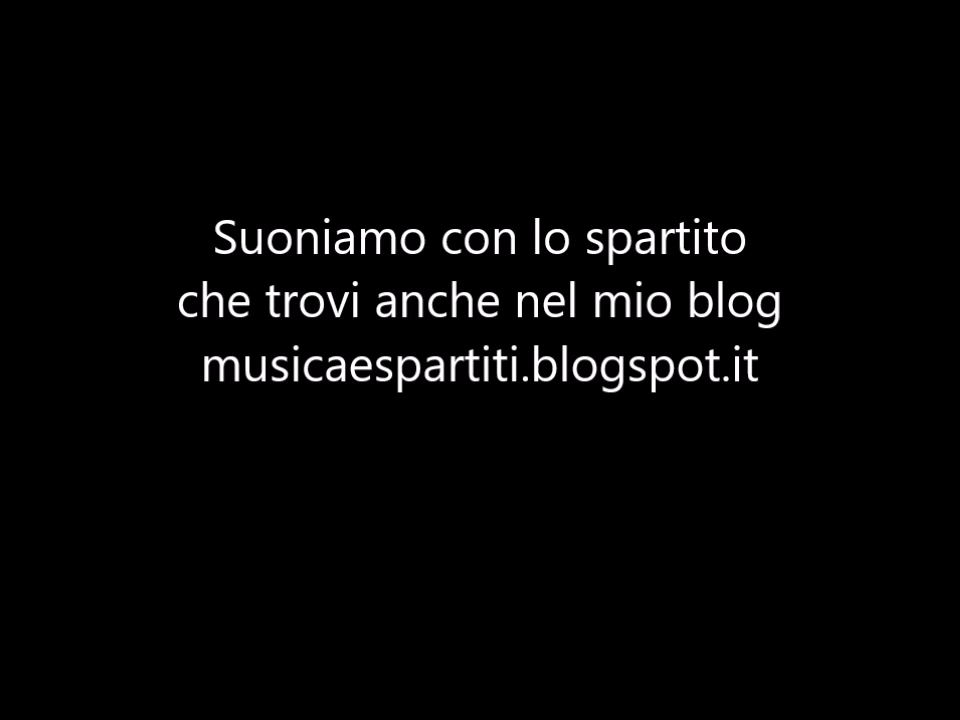 Suoniamo con lo spartito
che trovi anche nel mio blog
musicaespartiti.blogspot.it